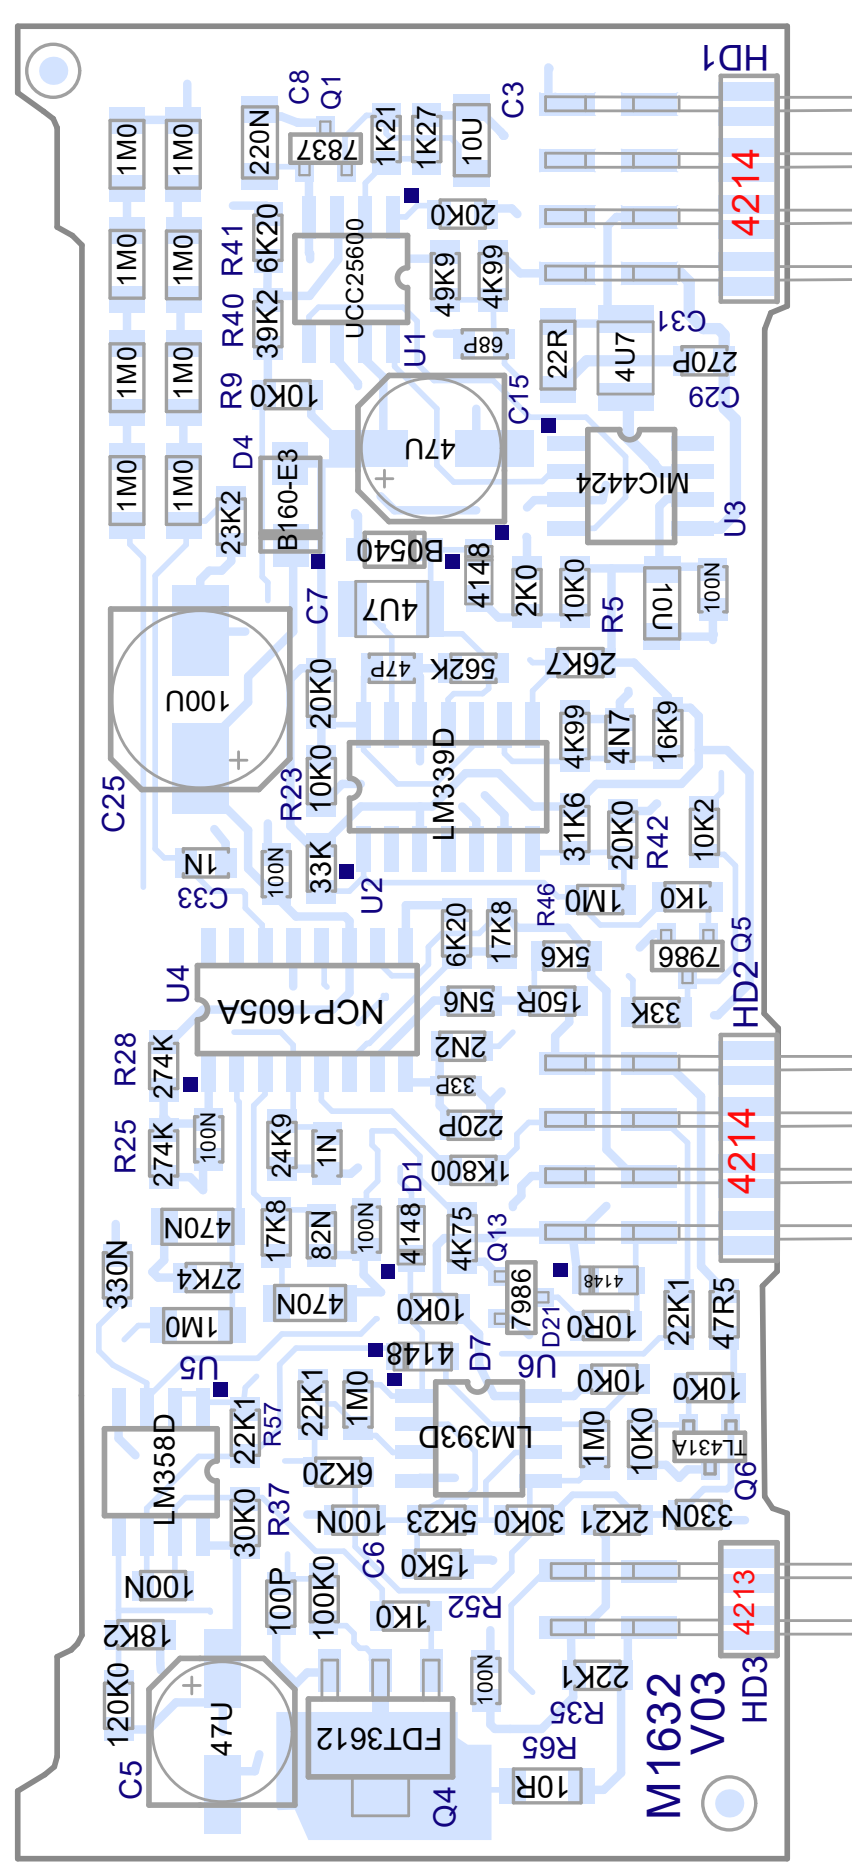 HD1
C8
Q1
C3
1M0
1M0
220N
7837
1K21
1K27
10U
4214
20K0
1M0
1M0
R41
6K20
UCC25600
49K9
4K99
R40
39K2
U1
68P
22R
4U7
C31
270P
C29
1M0
1M0
R9
10K0
C15
47U
+
D4
1M0
1M0
23K2
B160-E3
MIC4424
U3
B0540
4148
2K0
10K0
R5
10U
100N
C7
4U7
47P
562K
26K7
100U
+
20K0
C25
R23
10K0
LM339D
4K99
4N7
16K9
31K6
20K0
R42
10K2
1N
C33
100N
33K
U2
R46
1M0
1K0
6K20
17K8
5K6
7986
Q5
U4
NCP1605A
5N6
150R
33K
HD2
2N2
R28
274K
33P
220P
R25
274K
100N
24K9
1N
1K800
4214
D1
470N
17K8
82N
100N
4148
4K75
Q13
330N
27K4
470N
10K0
7986
4148
D21
10R0
22K1
47R5
1M0
4148
D7
U6
U5
22K1
1M0
10K0
10K0
LM358D
22K1
R57
LM393D
1M0
10K0
TL431A
Q6
6K20
30K0
R37
100N
C6
5K23
30K0
2K21
330N
15K0
100N
100P
100K0
1K0
R52
4213
HD3
18K2
120K0
+
47U
C5
FDT3612
Q4
100N
22K1
R35
R65
10R
M1632
V03